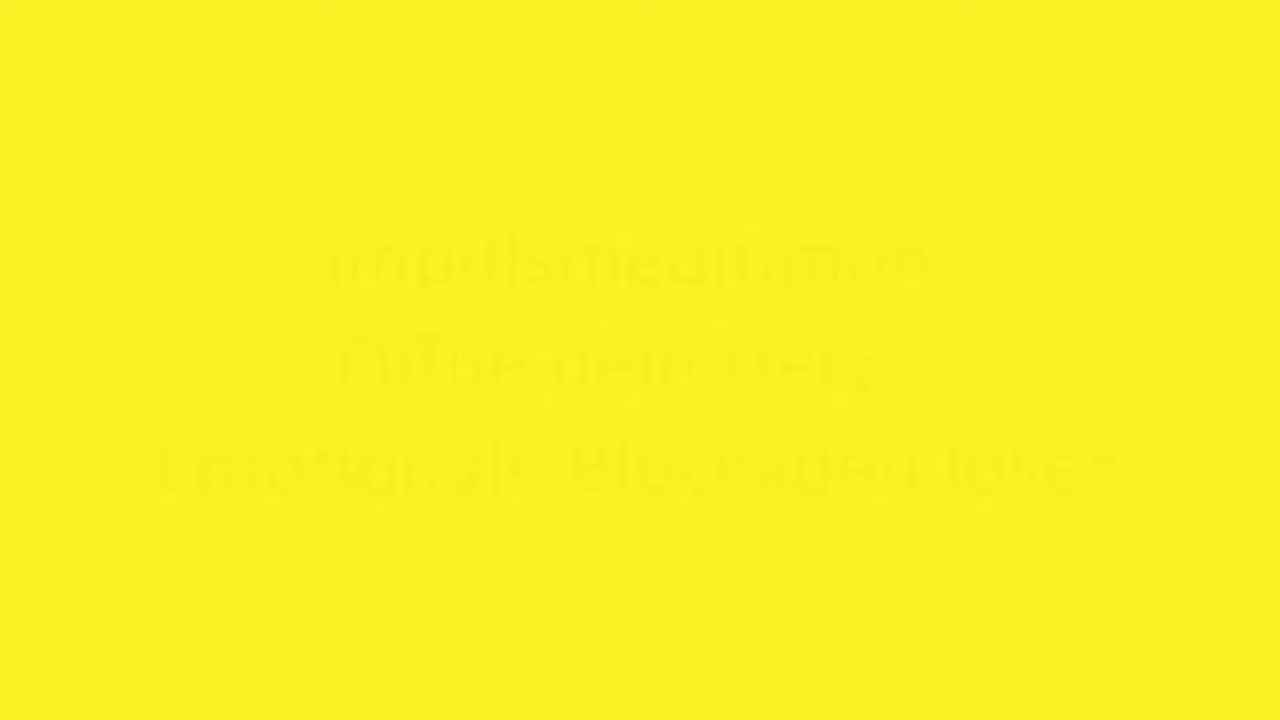 Impulsmeditation
Öffne dein Herz –
Emotionale Blockaden lösen